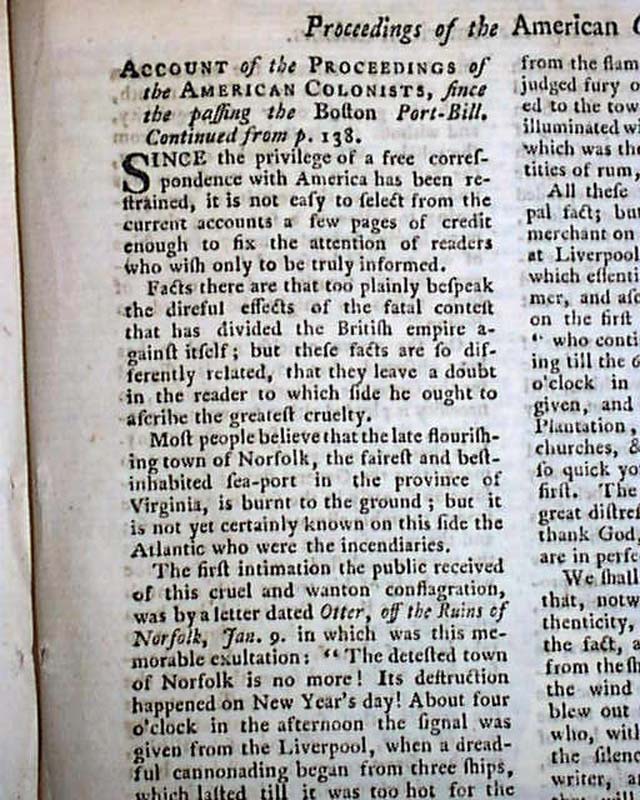 Proceedings of the American
ACCOUNT of the PROCEEDINGS of
the AMERICAN COLONISTS, ſince
the paſſing the Boſton Port-Bill.
Continued from p. 138.
SINCE the privilege of a free correſ-
pondence with America has been re-
ſtrained, it is not eaſy to ſelect from the
current accounts a few pages of credit
enough to fix the attention of readers
who wiſh only to be truly informed.
Facts there are that too plainly beſpeak
the direful effects of the fatal conteſt
that has divided the Britiſh empire a-
gainſt itſelf; but theſe facts are ſo dif-
ferently related, that they leave a doubt
in the reader to which ſide he ought to
aſcribe the greateſt cruelty.
Moſt people believe that the late flouriſh-
ing town of Norfolk, the faireſt and beſt-
inhabited ſea-port in the province of
Virginia, is burnt to the ground; but it
is not yet certainly known on this ſide the
Atlantic who were the incendiaries.
The firſt intimation the public received
of this cruel and wanton conflagration,
was by a letter dated Otter, off the Ruins of
Norfolk, Jan. 9. in which was this me-
morable exultation: "The deteſted town
of Norfolk is no more! Its deſtruction
happened on New Year's day! About four
o'clock in the afternoon the ſignal was
given from the Liverpool, when a dread-
ful cannonading began from three ſhips,
which laſted till it was too hot for the
from the
judged fury o
ed to the tow
illuminated wi
which was the
tities of rum,
All theſe
pal fact; but
merchant on
at Liverpool
which eſſenti
mer, and aſc
on the firſt
" who conti
ing till the 6
o'clock in
given, and
Plantation,
churches, &
ſo quick yo
firſt. The
great diſtreſ
thank God,
are in perfe
We ſhall
that, notw
thenticity,
the fact, a
from the ſh
the wind
blew out
who, with
the ſilenc
writer, a